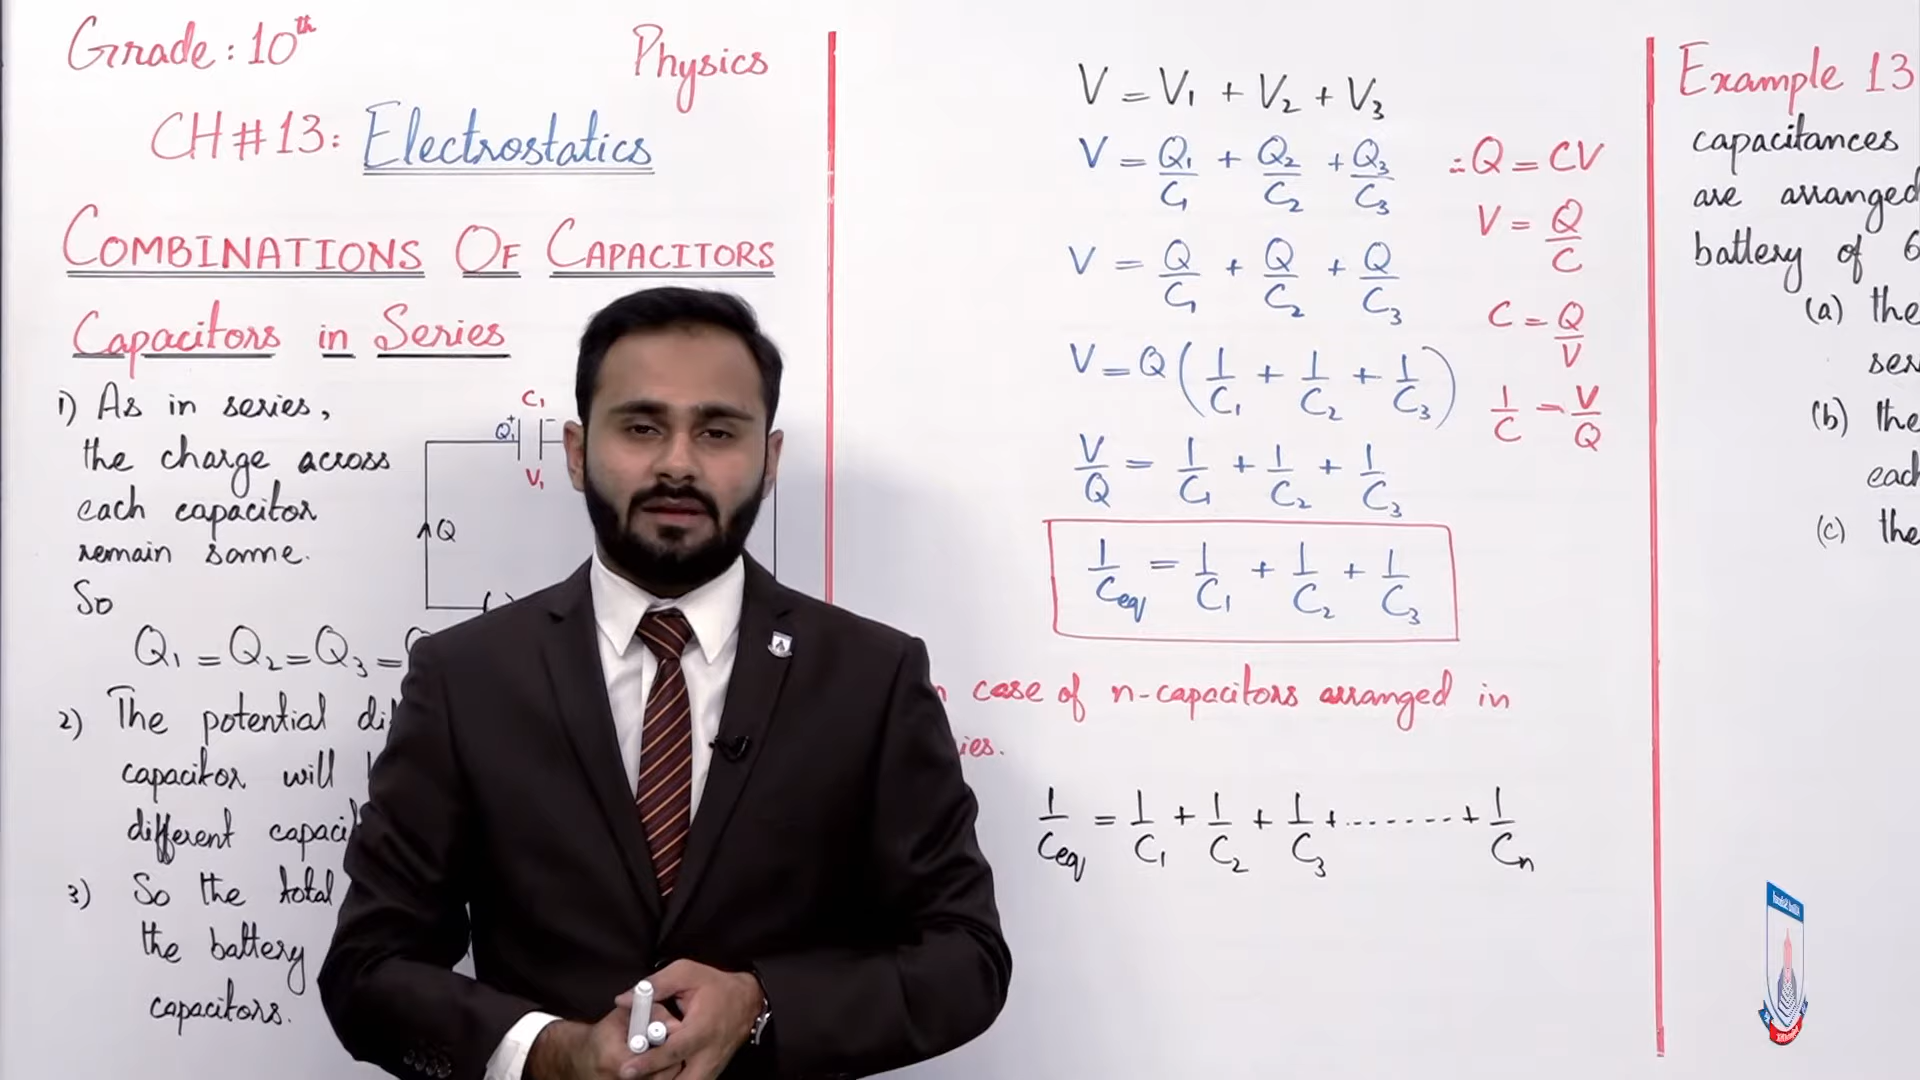 Grade: 10th
Physics
CH#13: Electrostatics
COMBINATIONS OF CAPACITORS
Capacitors in Series
1) As in series,
the charge across
each capacitor
remain same.
So
Q₁ = Q₂ = Q₃ =
2) The potential
capacitor will
different
3) So the total
the battery
capacitors.
C₁
Q₁ + -
V₁
Q
V = V₁ + V₂ + V₃
V = Q₁/C₁ + Q₂/C₂ + Q₃/C₃
V = Q/C₁ + Q/C₂ + Q/C₃
V = Q(1/C₁ + 1/C₂ + 1/C₃)
V/Q = 1/C₁ + 1/C₂ + 1/C₃
1/Ceq = 1/C₁ + 1/C₂ + 1/C₃
∴ Q = CV
V = Q/C
C = Q/V
1/C = V/Q
case of n-capacitors arranged in
1/Ceq = 1/C₁ + 1/C₂ + 1/C₃ + ........ + 1/Cn
Example 13
capacitances
are arranged
battery of 6
(a) the
(b) the
each
(c) the